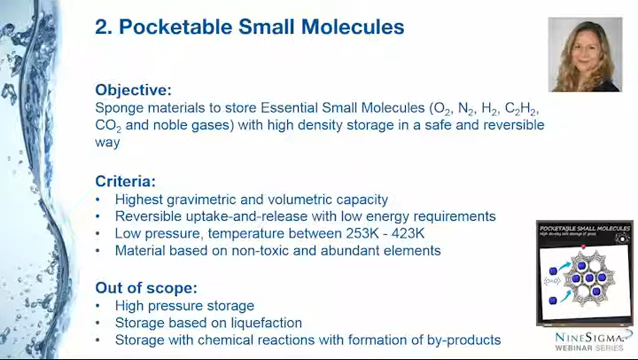 2. Pocketable Small Molecules
Objective:
Sponge materials to store Essential Small Molecules (O₂, N₂, H₂, C₂H₂,
CO₂ and noble gases) with high density storage in a safe and reversible
way
Criteria:
• Highest gravimetric and volumetric capacity
• Reversible uptake-and-release with low energy requirements
• Low pressure, temperature between 253K - 423K
• Material based on non-toxic and abundant elements
Out of scope:
• High pressure storage
• Storage based on liquefaction
• Storage with chemical reactions with formation of by-products
POCKETABLE SMALL MOLECULES
NINESIGMA
WEBINAR SERIES